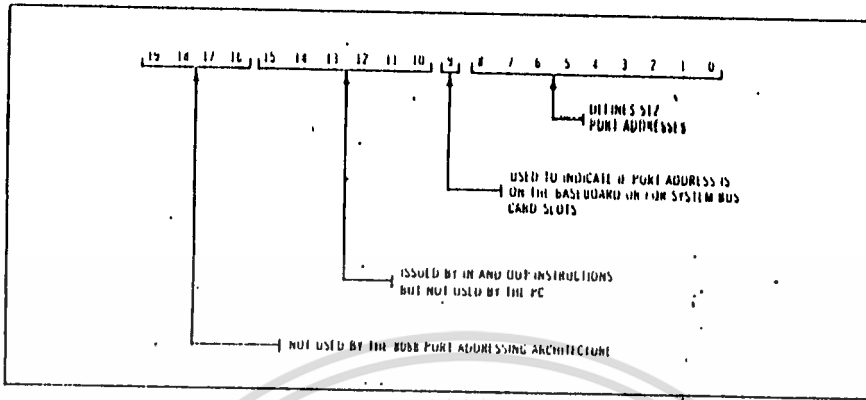 19 18 17 16 15 14 13 12 11 10 9 8 7 6 5 4 3 2 1 0
DEFINES 512
PORT ADDRESSES
USED TO INDICATE IF PORT ADDRESS IS
ON THE BASEBOARD OR FOR SYSTEM BUS
CARD SLOTS
ISSUED BY IN AND OUT INSTRUCTIONS
BUT NOT USED BY THE PC
NOT USED BY THE 8088 PORT ADDRESSING ARCHITECTURE